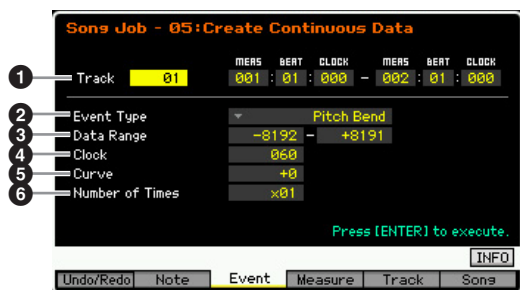 Song Job - 05:Create Continuous Data
MEAS BEAT CLOCK MEAS BEAT CLOCK
1 Track 01 001 : 01 : 000 - 002 : 01 : 000
2 Event Type Pitch Bend
3 Data Range -8192 - +8191
4 Clock 060
5 Curve +0
6 Number of Times x01
Press [ENTER] to execute.
INFO
Undo/Redo Note Event Measure Track Song